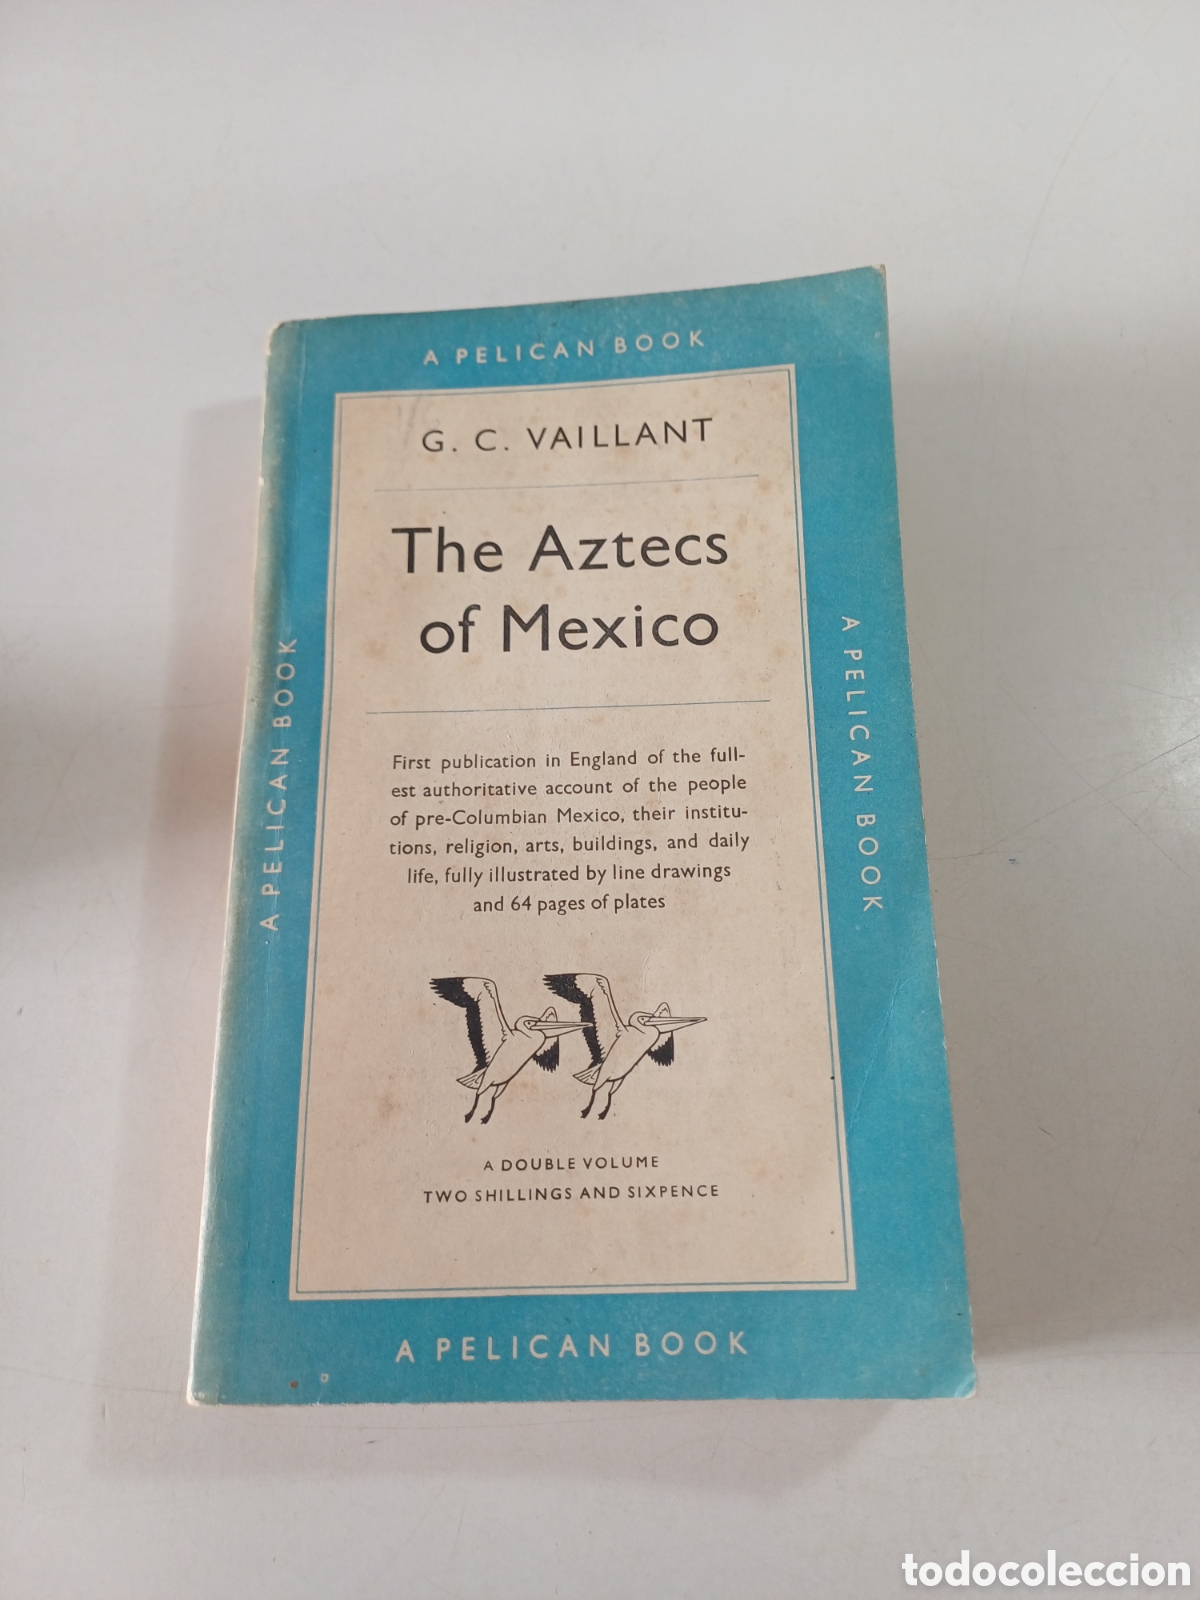 A PELICAN BOOK
G. C. VAILLANT
The Aztecs
of Mexico
First publication in England of the full-
est authoritative account of the people
of pre-Columbian Mexico, their institu-
tions, religion, arts, buildings, and daily
life, fully illustrated by line drawings
and 64 pages of plates
A DOUBLE VOLUME
TWO SHILLINGS AND SIXPENCE
A PELICAN BOOK
A PELICAN BOOK
A PELICAN BOOK
todocoleccion